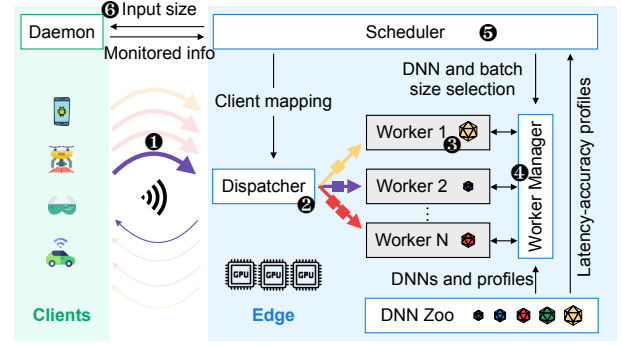 ❻ Input size
Daemon
Monitored info
Scheduler ❺
Client mapping
DNN and batch
size selection
Latency-accuracy profiles
❶
Worker 1
❸
Dispatcher
❷
Worker 2
⋮
Worker N
❹
Worker Manager
GPU GPU GPU
DNNs and profiles
Clients
Edge
DNN Zoo